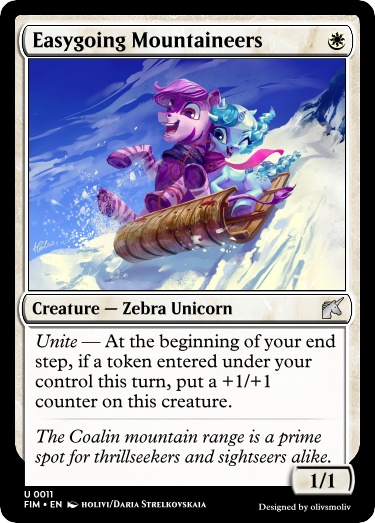 Easygoing Mountaineers
Creature — Zebra Unicorn
Unite — At the beginning of your end
step, if a token entered under your
control this turn, put a +1/+1
counter on this creature.
The Coalin mountain range is a prime
spot for thrillseekers and sightseers alike.
1/1
U 0011
FIM • EN holivi/Daria Strelkovskaia
Designed by olivsmoliv